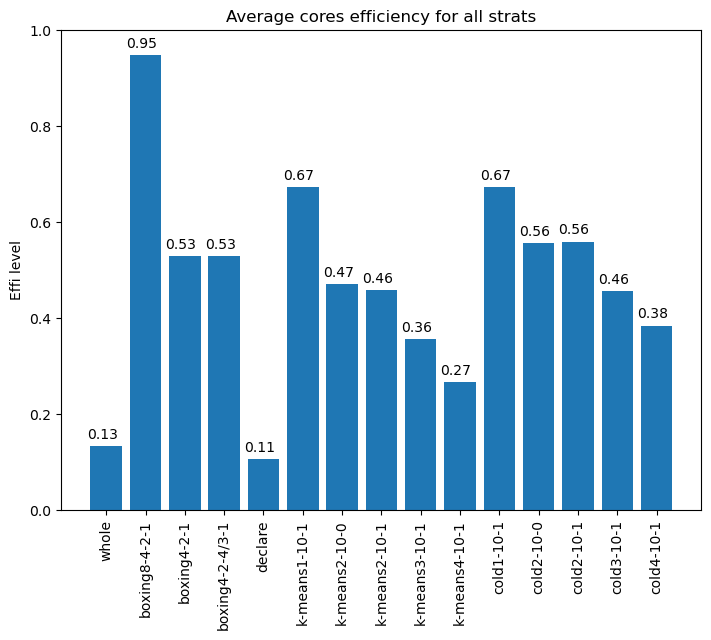 Average cores efficiency for all strats
Effi level
1.0
0.8
0.6
0.4
0.2
0.0
0.13
0.95
0.53
0.53
0.11
0.67
0.47
0.46
0.36
0.27
0.67
0.56
0.56
0.46
0.38
whole
boxing8-4-2-1
boxing4-2-1
boxing4-2-4/3-1
declare
k-means1-10-1
k-means2-10-0
k-means2-10-1
k-means3-10-1
k-means4-10-1
cold1-10-1
cold2-10-0
cold2-10-1
cold3-10-1
cold4-10-1